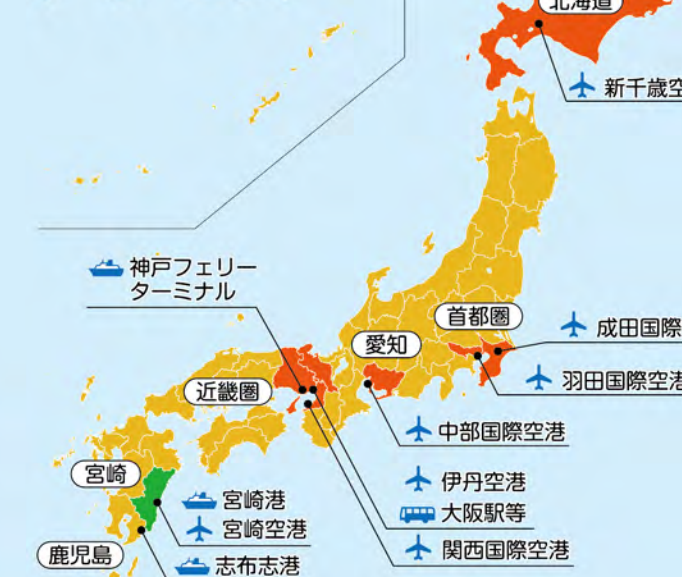 北海道
新千歳空
神戸フェリー
ターミナル
首都圏
成田国際
愛知
羽田国際空港
近畿圏
中部国際空港
宮崎
伊丹空港
宮崎港
大阪駅等
宮崎空港
関西国際空港
鹿児島
志布志港